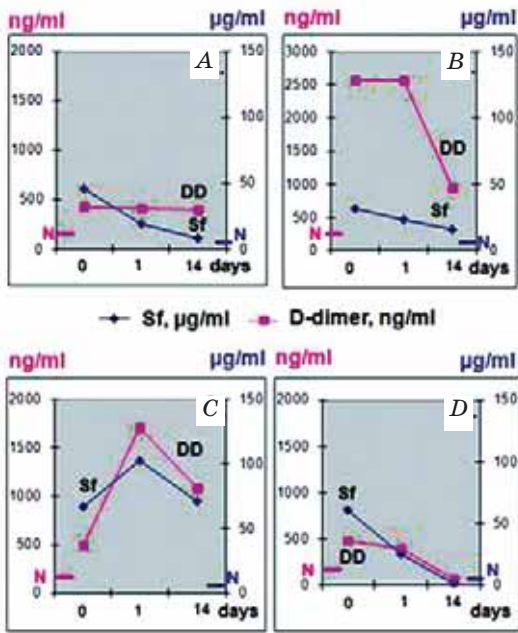 ng/ml µg/ml ng/ml µg/ml
2000 150 A 3000 150 B
2500
1500 100 2000 100
1000 1500 DD
50 1000 50
500 DD Sf
N Sf N N 500 N
0 0 0 0
0 1 14 days 0 1 14 days
Sf, µg/ml D-dimer, ng/ml
ng/ml µg/ml ng/ml µg/ml
2000 150 C 2000 150 D
1500 DD 1500
100 100
1000 Sf 1000 Sf
50 50
500 500 DD
N N N N
0 0 0 0
0 1 14 days 0 1 14 days